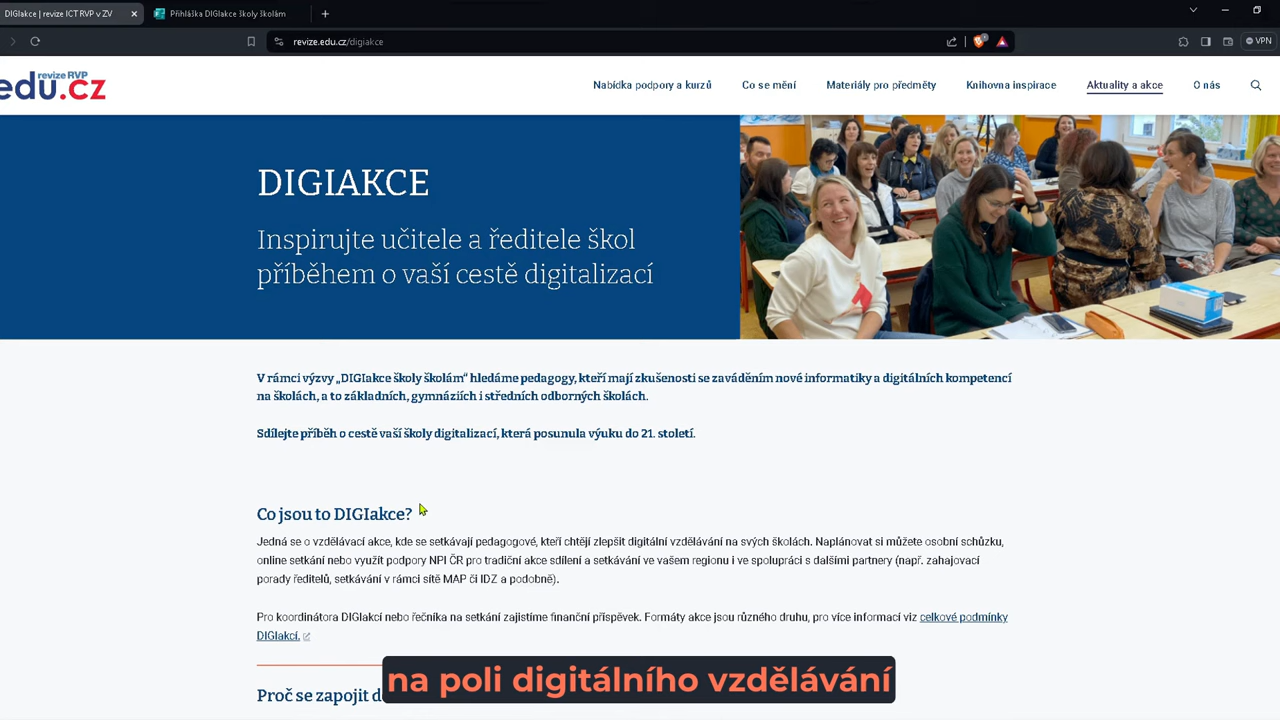 DIGIakce | revize ICT RVP v ZV
Přihláška DIGIakce školy školám
revize.edu.cz/digiakce
VPN
revize RVP
edu.cz
Nabídka podpory a kurzů
Co se mění
Materiály pro předměty
Knihovna inspirace
Aktuality a akce
O nás
DIGIAKCE
Inspirujte učitele a ředitele škol
příběhem o vaší cestě digitalizací
V rámci výzvy „DIGIakce školy školám“ hledáme pedagogy, kteří mají zkušenosti se zaváděním nové informatiky a digitálních kompetencí
na školách, a to základních, gymnáziích i středních odborných školách.
Sdílejte příběh o cestě vaší školy digitalizací, která posunula výuku do 21. století.
Co jsou to DIGIakce?
Jedná se o vzdělávací akce, kde se setkávají pedagogové, kteří chtějí zlepšit digitální vzdělávání na svých školách. Naplánovat si můžete osobní schůzku,
online setkání nebo využít podpory NPI ČR pro tradiční akce sdílení a setkávání ve vašem regionu i ve spolupráci s dalšími partnery (např. zahajovací
porady ředitelů, setkávání v rámci sítě MAP či IDZ a podobně).
Pro koordinátora DIGIakcí nebo řečníka na setkání zajistíme finanční příspěvek. Formáty akce jsou různého druhu, pro více informací viz celkové podmínky
DIGIakcí.
Proč se zapojit d
na poli digitálního vzdělávání